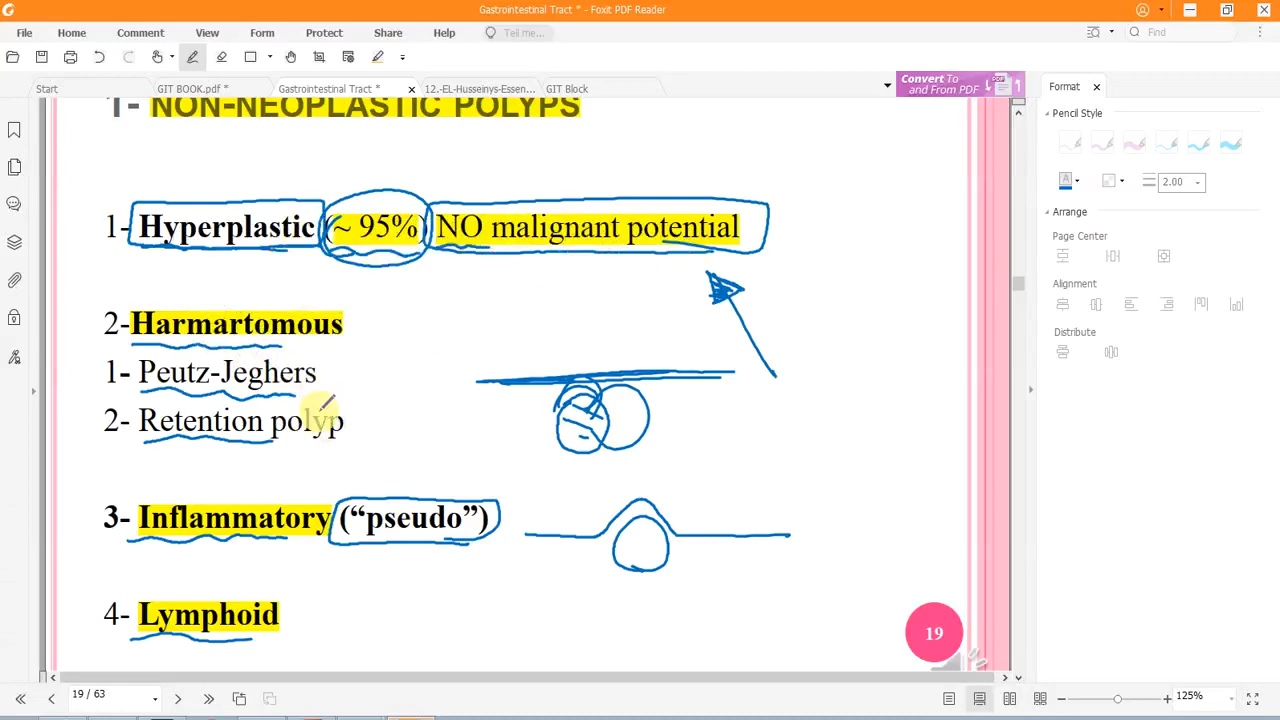 Gastrointestinal Tract * - Foxit PDF Reader
File Home Comment View Form Protect Share Help Tell me... Find
Start GIT BOOK.pdf * Gastrointestinal Tract * 12.-EL-Husseinys-Essen... GIT Block
Convert To
and From PDF
PDF
1- NON-NEOPLASTIC POLYPS
1- Hyperplastic (~ 95%) NO malignant potential
2-Harmartomous
1- Peutz-Jeghers
2- Retention polyp
3- Inflammatory (“pseudo”)
4- Lymphoid
19
Format
Pencil Style
2.00
Arrange
Page Center
Alignment
Distribute
19 / 63
125%